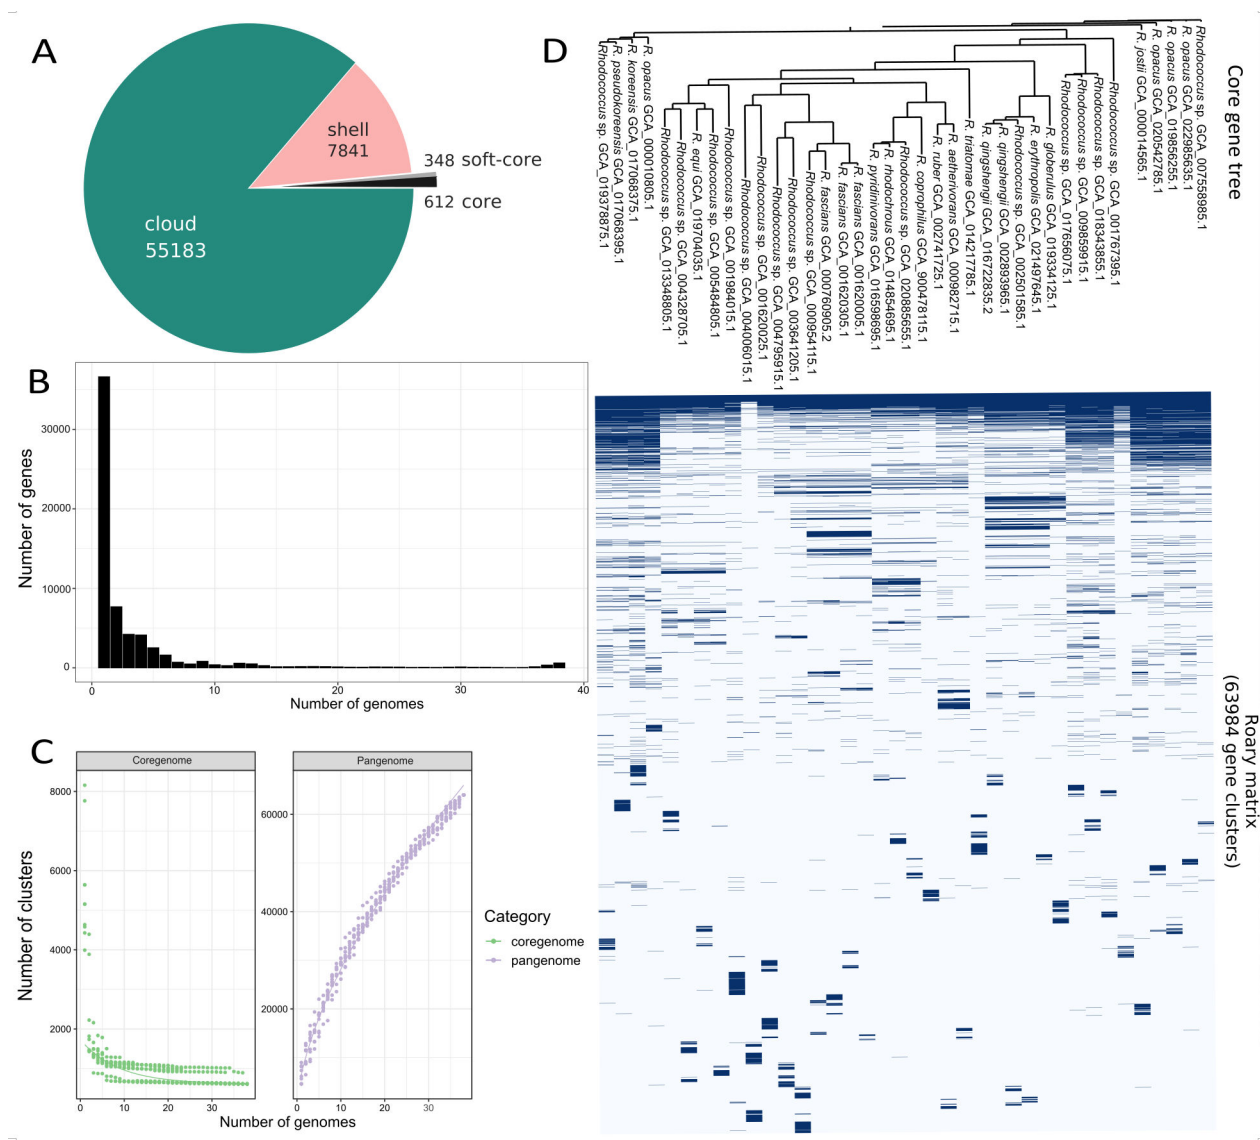 A
shell
7841
348 soft-core
612 core
cloud
55183
B
Number of genes
30000
20000
10000
0
0
10
20
30
40
Number of genomes
C
Coregenome
Pangenome
Number of clusters
8000
6000
4000
2000
60000
40000
20000
0
10
20
30
0
10
20
30
Number of genomes
Category
coregenome
pangenome
D
Rhodococcus sp. GCA_019378875.1
R. pseudokoreensis GCA_017068395.1
R. koreensis GCA_017068375.1
R. opacus GCA_000010805.1
Rhodococcus sp. GCA_013348805.1
Rhodococcus sp. GCA_004328705.1
R. equi GCA_019704035.1
Rhodococcus sp. GCA_005484805.1
Rhodococcus sp. GCA_001984015.1
Rhodococcus sp. GCA_004006015.1
Rhodococcus sp. GCA_001620025.1
Rhodococcus sp. GCA_004795915.1
Rhodococcus sp. GCA_003641205.1
Rhodococcus sp. GCA_000954115.1
R. fascians GCA_000760905.2
R. fascians GCA_001620305.1
R. fascians GCA_001620005.1
R. pyridinivorans GCA_016598695.1
R. rhodochrous GCA_014854695.1
Rhodococcus sp. GCA_020885655.1
R. coprophilus GCA_900478115.1
R. ruber GCA_002741725.1
R. aetherivorans GCA_000982715.1
R. triatomae GCA_014217785.1
R. qingshengii GCA_016722835.2
R. qingshengii GCA_002893965.1
Rhodococcus sp. GCA_002501585.1
R. erythropolis GCA_021497645.1
R. globerulus GCA_019334125.1
Rhodococcus sp. GCA_017656075.1
Rhodococcus sp. GCA_009859915.1
Rhodococcus sp. GCA_018343855.1
Rhodococcus sp. GCA_001767395.1
R. jostii GCA_000014565.1
R. opacus GCA_020542785.1
R. opacus GCA_019856255.1
R. opacus GCA_022985635.1
Rhodococcus sp. GCA_007558985.1
Core gene tree
Roary matrix
(63984 gene clusters)